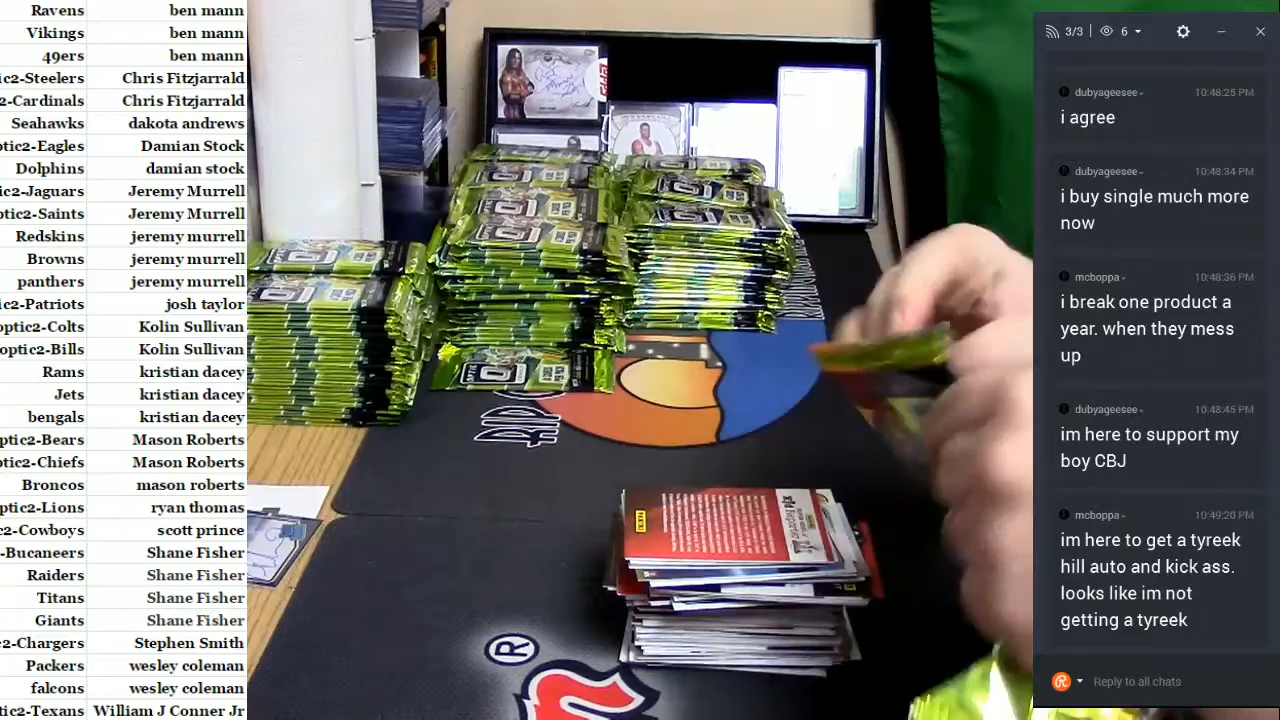 Ravens ben mann
Vikings ben mann
49ers ben mann
ic2-Steelers Chris Fitzjarrald
2-Cardinals Chris Fitzjarrald
Seahawks dakota andrews
ptic2-Eagles Damian Stock
Dolphins damian stock
ic2-Jaguars Jeremy Murrell
ptic2-Saints Jeremy Murrell
Redskins jeremy murrell
Browns jeremy murrell
panthers jeremy murrell
ic2-Patriots josh taylor
optic2-Colts Kolin Sullivan
optic2-Bills Kolin Sullivan
Rams kristian dacey
Jets kristian dacey
bengals kristian dacey
ptic2-Bears Mason Roberts
tic2-Chiefs Mason Roberts
Broncos mason roberts
optic2-Lions ryan thomas
c2-Cowboys scott prince
-Bucaneers Shane Fisher
Raiders Shane Fisher
Titans Shane Fisher
Giants Shane Fisher
c2-Chargers Stephen Smith
Packers wesley coleman
falcons wesley coleman
tic2-Texans William J Conner Jr
RIP
®
3/3 6
dubyageesee 10:48:25 PM
i agree
dubyageesee 10:48:34 PM
i buy single much more
now
mcboppa 10:48:36 PM
i break one product a
year. when they mess
up
dubyageesee 10:48:45 PM
im here to support my
boy CBJ
mcboppa 10:49:20 PM
im here to get a tyreek
hill auto and kick ass.
looks like im not
getting a tyreek
Reply to all chats